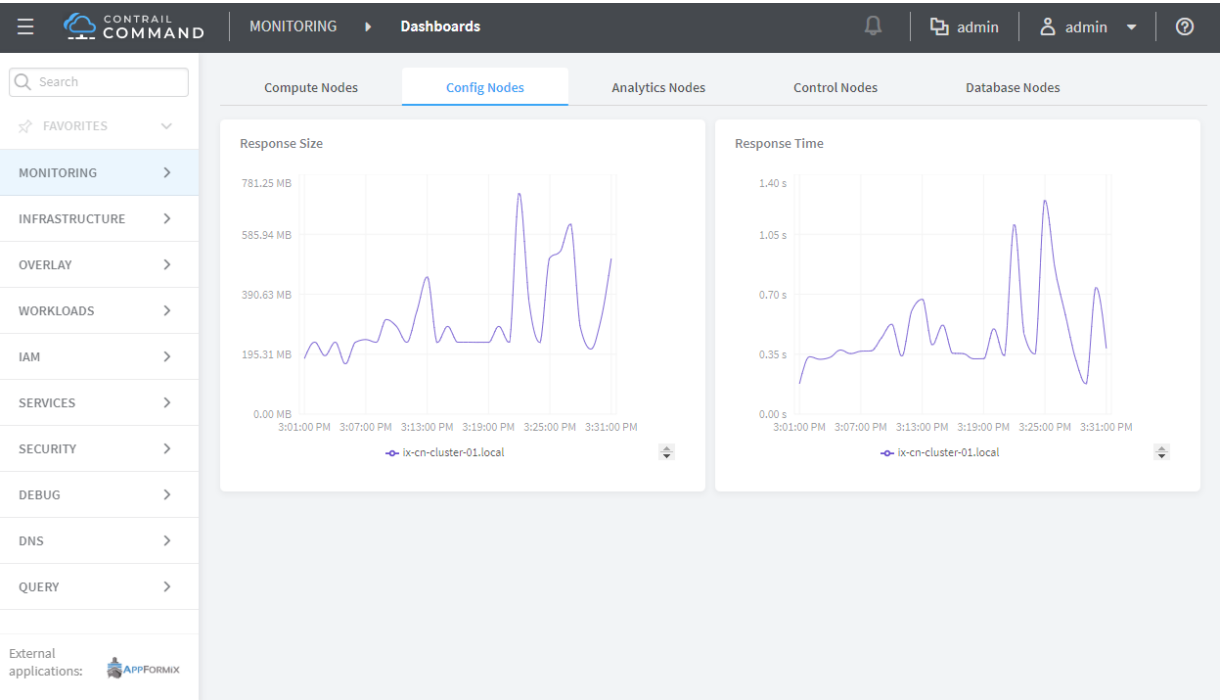 CONTRAIL
COMMAND
MONITORING
Dashboards
admin
admin
Search
FAVORITES
MONITORING
INFRASTRUCTURE
OVERLAY
WORKLOADS
IAM
SERVICES
SECURITY
DEBUG
DNS
QUERY
External
applications:
APPFORMIX
Compute Nodes
Config Nodes
Analytics Nodes
Control Nodes
Database Nodes
Response Size
781.25 MB
585.94 MB
390.63 MB
195.31 MB
0.00 MB
3:01:00 PM 3:07:00 PM 3:13:00 PM 3:19:00 PM 3:25:00 PM 3:31:00 PM
ix-cn-cluster-01.local
Response Time
1.40 s
1.05 s
0.70 s
0.35 s
0.00 s
3:01:00 PM 3:07:00 PM 3:13:00 PM 3:19:00 PM 3:25:00 PM 3:31:00 PM
ix-cn-cluster-01.local